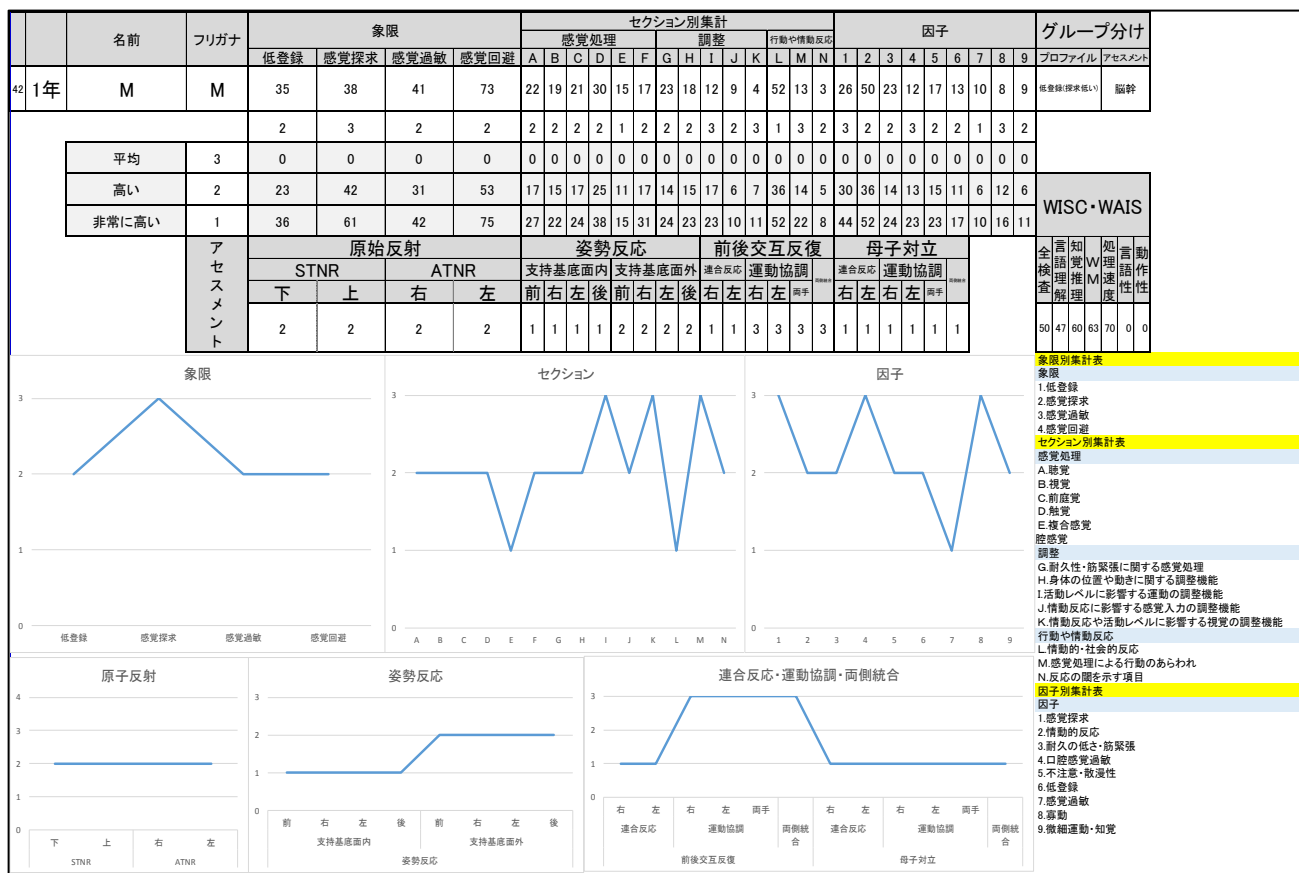 名前 フリガナ 象限 セクション別集計 因子 グループ分け
感覚処理 調整 行動や情動反応
低登録 感覚探求 感覚過敏 感覚回避 A B C D E F G H I J K L M N 1 2 3 4 5 6 7 8 9 プロファイル アセスメント
42 1年 M M 35 38 41 73 22 19 21 30 15 17 23 18 12 9 4 52 13 3 26 50 23 12 17 13 10 8 9 低登録(探求低い) 脳幹
2 3 2 2 2 2 2 2 1 2 2 2 3 2 3 1 3 2 3 2 2 3 2 2 1 3 2
平均 3 0 0 0 0 0 0 0 0 0 0 0 0 0 0 0 0 0 0 0 0 0 0 0 0 0 0 0
高い 2 23 42 31 53 17 15 17 25 11 17 14 15 17 6 7 36 14 5 30 36 14 13 15 11 6 12 6
非常に高い 1 36 61 42 75 27 22 24 38 15 31 24 23 23 10 11 52 22 8 44 52 24 23 23 17 10 16 11
WISC・WAIS
アセスメント
原始反射 姿勢反応 前後交互反復 母子対立
STNR ATNR 支持基底面内 支持基底面外 連合反応 運動協調 両側統合 連合反応 運動協調 両側統合
下 上 右 左 前 右 左 後 前 右 左 後 右 左 右 左 両手 右 左 右 左 両手
全検査 言語理解 知覚推理 WM 処理速度 言語性 動作性
2 2 2 2 1 1 1 1 2 2 2 2 1 1 3 3 3 3 1 1 1 1 1 1 50 47 60 63 70 0 0
象限
3
2
1
0
低登録 感覚探求 感覚過敏 感覚回避
セクション
3
2
1
0
A B C D E F G H I J K L M N
因子
3
2
1
0
1 2 3 4 5 6 7 8 9
象限別集計表
象限
1.低登録
2.感覚探求
3.感覚過敏
4.感覚回避
セクション別集計表
感覚処理
A.聴覚
B.視覚
C.前庭覚
D.触覚
E.複合感覚
腔感覚
調整
G.耐久性・筋緊張に関する感覚処理
H.身体の位置や動きに関する調整機能
I.活動レベルに影響する運動の調整機能
J.情動反応に影響する感覚入力の調整機能
K.情動反応や活動レベルに影響する視覚の調整機能
行動や情動反応
L.情動的・社会的反応
M.感覚処理による行動のあらわれ
N.反応の閾を示す項目
因子別集計表
因子
1.感覚探求
2.情動的反応
3.耐久の低さ・筋緊張
4.口腔感覚過敏
5.不注意・散漫性
6.低登録
7.感覚過敏
8.寡動
9.微細運動・知覚
原子反射
4
3
2
1
0
下 上 右 左
STNR ATNR
姿勢反応
3
2
1
0
前 右 左 後 前 右 左 後
支持基底面内 支持基底面外
姿勢反応
連合反応・運動協調・両側統合
3
2
1
0
右 左 右 左 両手 右 左 右 左 両手
連合反応 運動協調 両側統合 連合反応 運動協調 両側統合
前後交互反復 母子対立